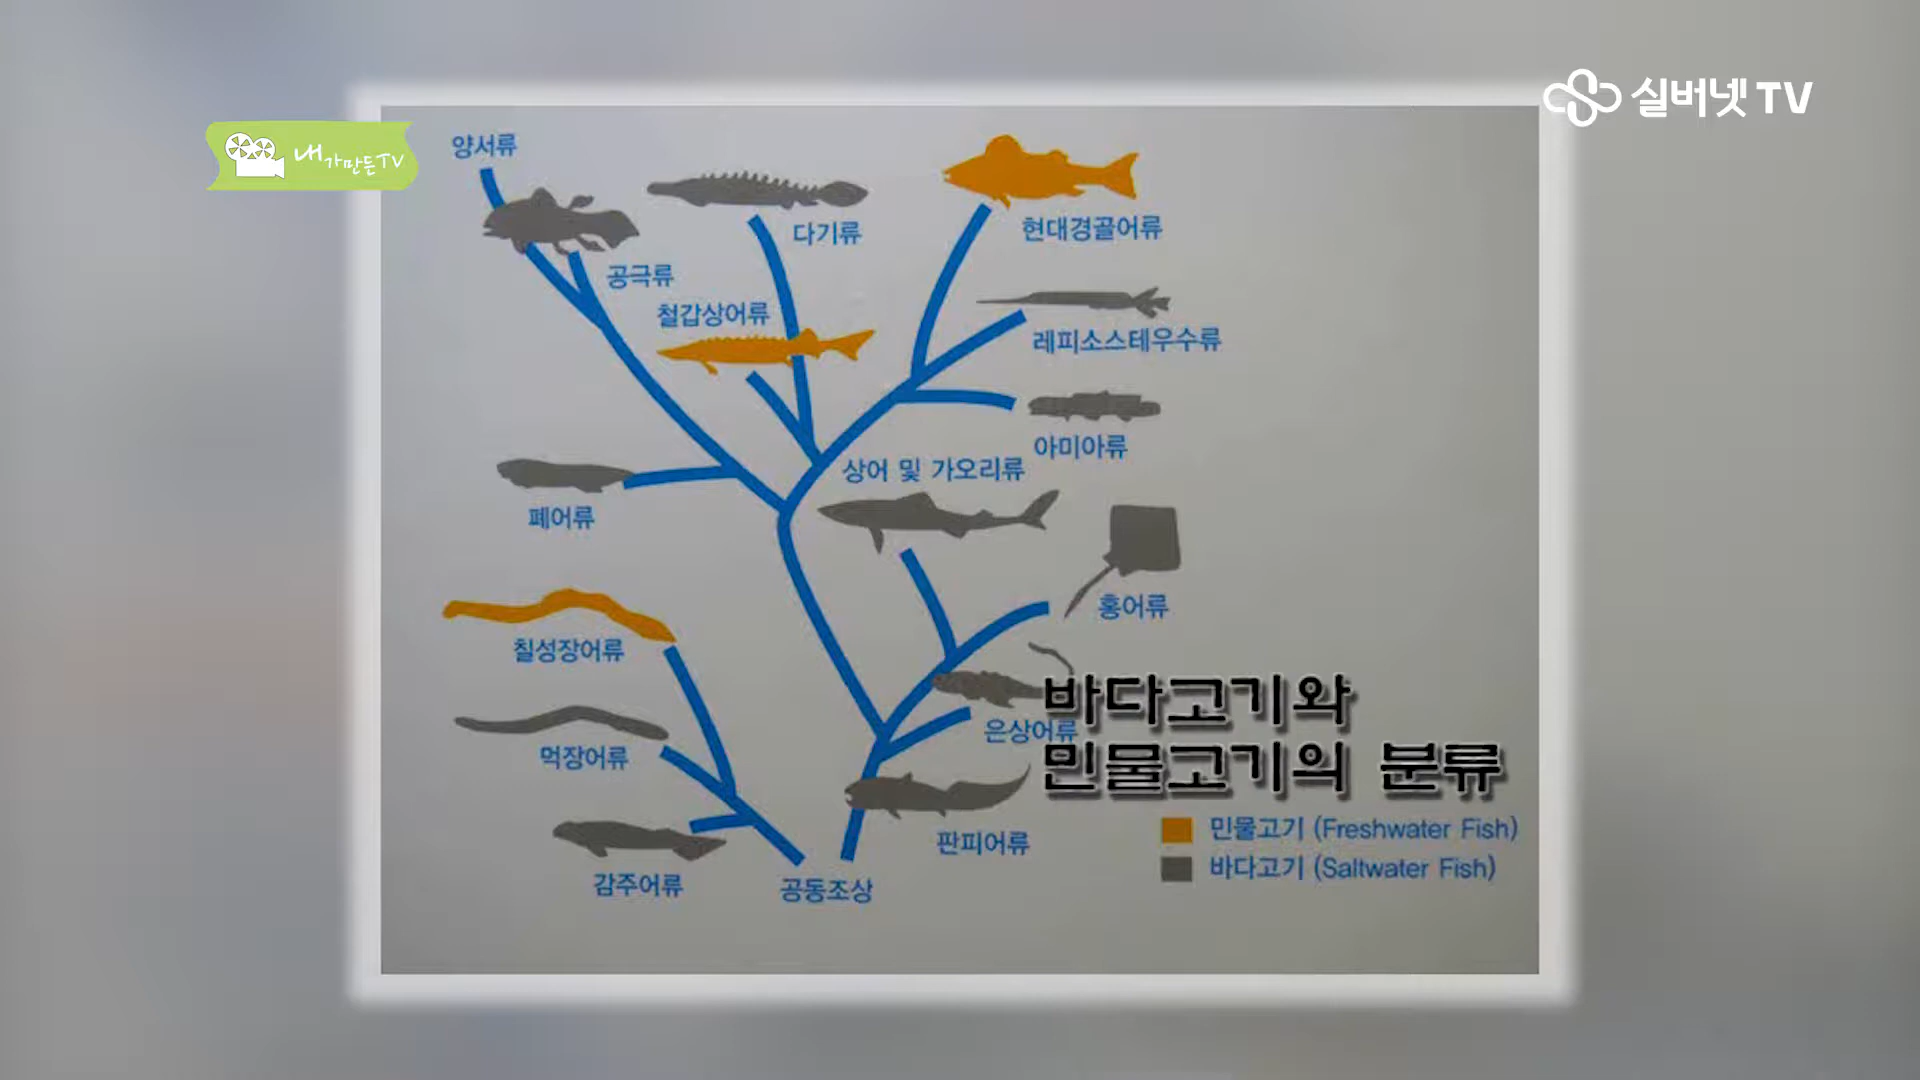 실버넷 TV
내가만든TV
양서류
다기류
현대경골어류
공극류
철갑상어류
레피소스테우수류
아미아류
상어 및 가오리류
폐어류
홍어류
칠성장어류
바다고기와
은상어류
민물고기의 분류
먹장어류
판피어류
민물고기 (Freshwater Fish)
바다고기 (Saltwater Fish)
감주어류
공동조상